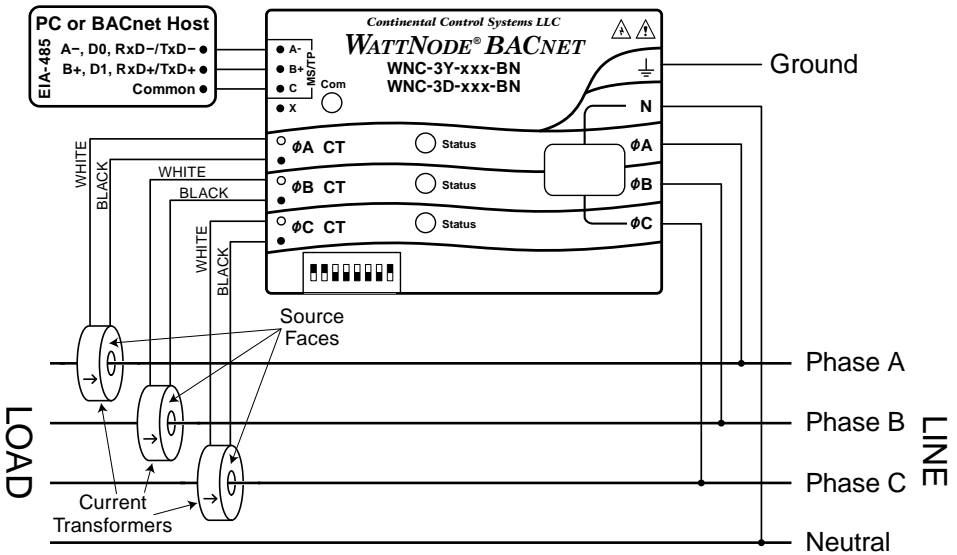 PC or BACnet Host
EIA-485
A−, D0, RxD−/TxD−
B+, D1, RxD+/TxD+
Common
Continental Control Systems LLC
WATTNODE® BACNET
WNC-3Y-xxx-BN
WNC-3D-xxx-BN
A-
B+
C
X
MS/TP
Com
Ground
N
ϕA CT
Status
ϕA
ϕB CT
Status
ϕB
ϕC CT
Status
ϕC
WHITE
BLACK
WHITE
BLACK
WHITE
BLACK
Source
Faces
LOAD
LINE
Phase A
Phase B
Phase C
Neutral
Current
Transformers